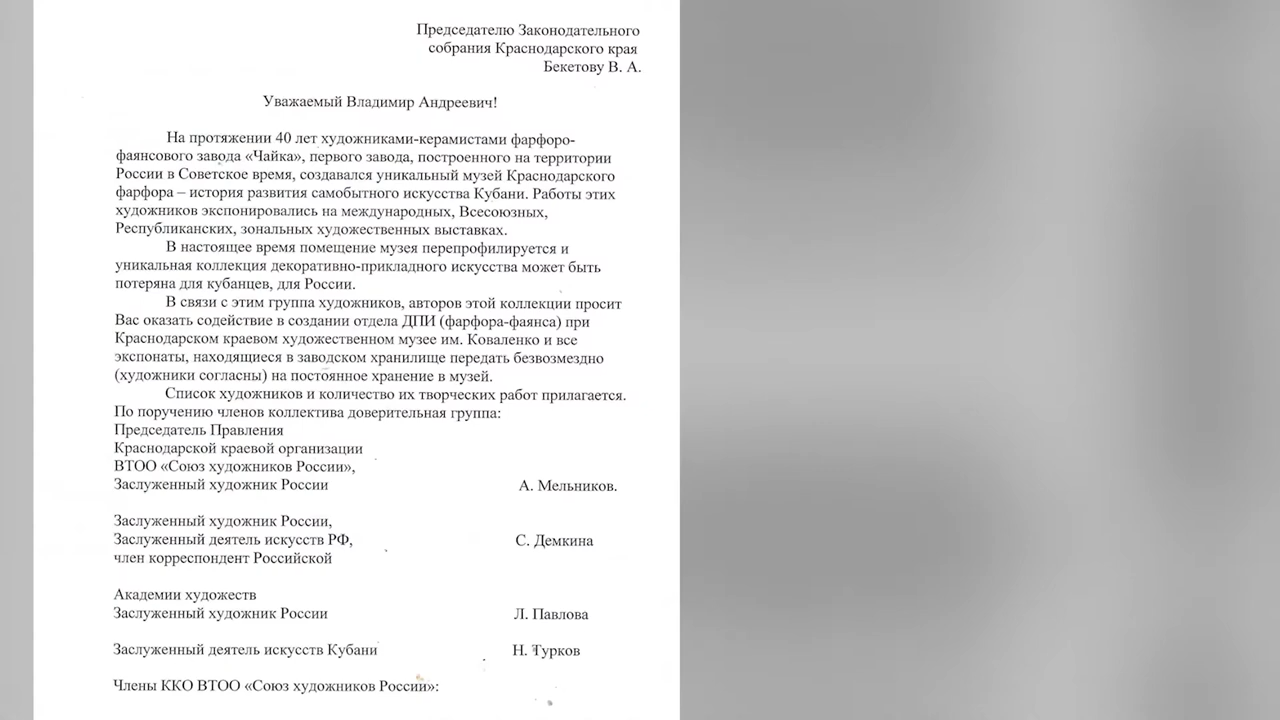 Председателю Законодательного
собрания Краснодарского края
Бекетову В. А.
Уважаемый Владимир Андреевич!
На протяжении 40 лет художниками-керамистами фарфоро-
фаянсового завода «Чайка», первого завода, построенного на территории
России в Советское время, создавался уникальный музей Краснодарского
фарфора – история развития самобытного искусства Кубани. Работы этих
художников экспонировались на международных, Всесоюзных,
Республиканских, зональных художественных выставках.
В настоящее время помещение музея перепрофилируется и
уникальная коллекция декоративно-прикладного искусства может быть
потеряна для кубанцев, для России.
В связи с этим группа художников, авторов этой коллекции просит
Вас оказать содействие в создании отдела ДПИ (фарфора-фаянса) при
Краснодарском краевом художественном музее им. Коваленко и все
экспонаты, находящиеся в заводском хранилище передать безвозмездно
(художники согласны) на постоянное хранение в музей.
Список художников и количество их творческих работ прилагается.
По поручению членов коллектива доверительная группа:
Председатель Правления
Краснодарской краевой организации
ВТОО «Союз художников России»,
Заслуженный художник России А. Мельников.
Заслуженный художник России,
Заслуженный деятель искусств РФ, С. Демкина
член корреспондент Российской
Академии художеств
Заслуженный художник России Л. Павлова
Заслуженный деятель искусств Кубани Н. Турков
Члены ККО ВТОО «Союз художников России»: